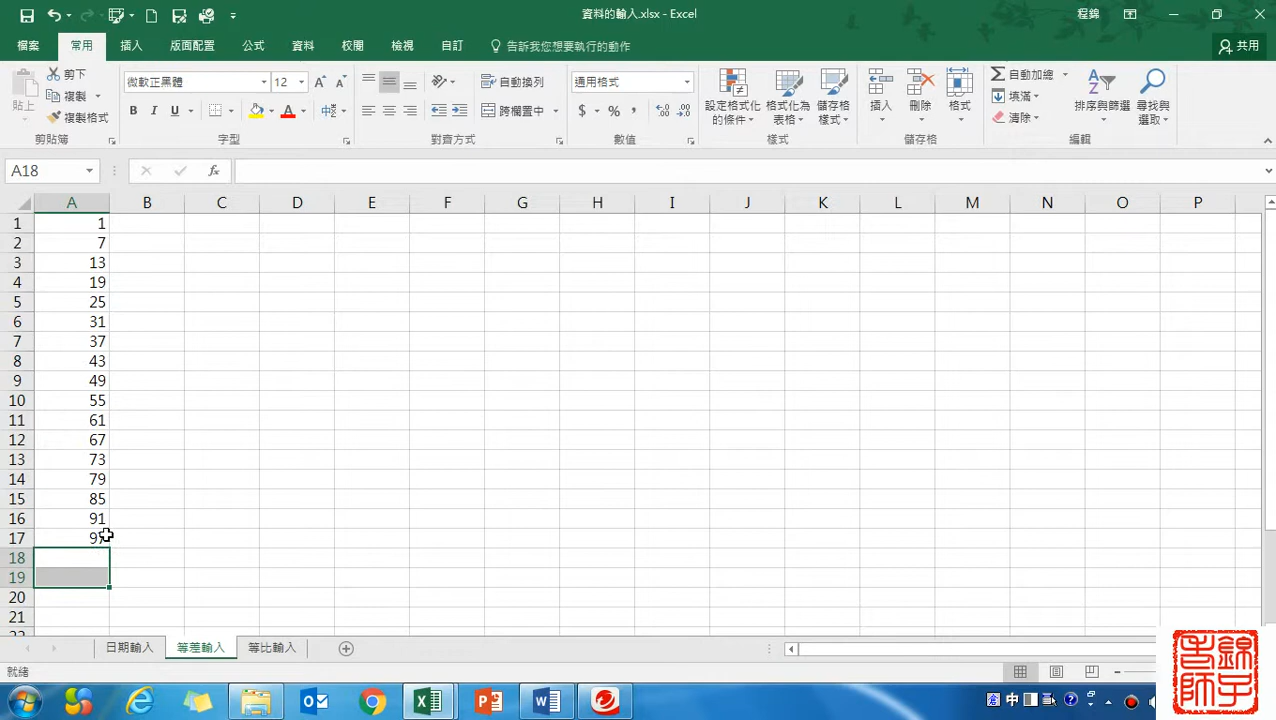 資料的輸入.xlsx - Excel
程錦
檔案 常用 插入 版面配置 公式 資料 校閱 檢視 自訂 告訴我您想要執行的動作 共用
貼上
剪下
複製
複製格式
剪貼簿
微軟正黑體 12
B I U
A
中
字型
自動換列
跨欄置中
對齊方式
通用格式
$ % ,
數值
設定格式化的條件
格式化為表格
儲存格樣式
樣式
插入
刪除
格式
儲存格
Σ 自動加總
填滿
清除
排序與篩選
尋找與選取
編輯
A18 fx
A B C D E F G H I J K L M N O P
1 1
2 7
3 13
4 19
5 25
6 31
7 37
8 43
9 49
10 55
11 61
12 67
13 73
14 79
15 85
16 91
17 97
18
19
20
21
22
日期輸入 等差輸入 等比輸入
就緒
中
錦子老師